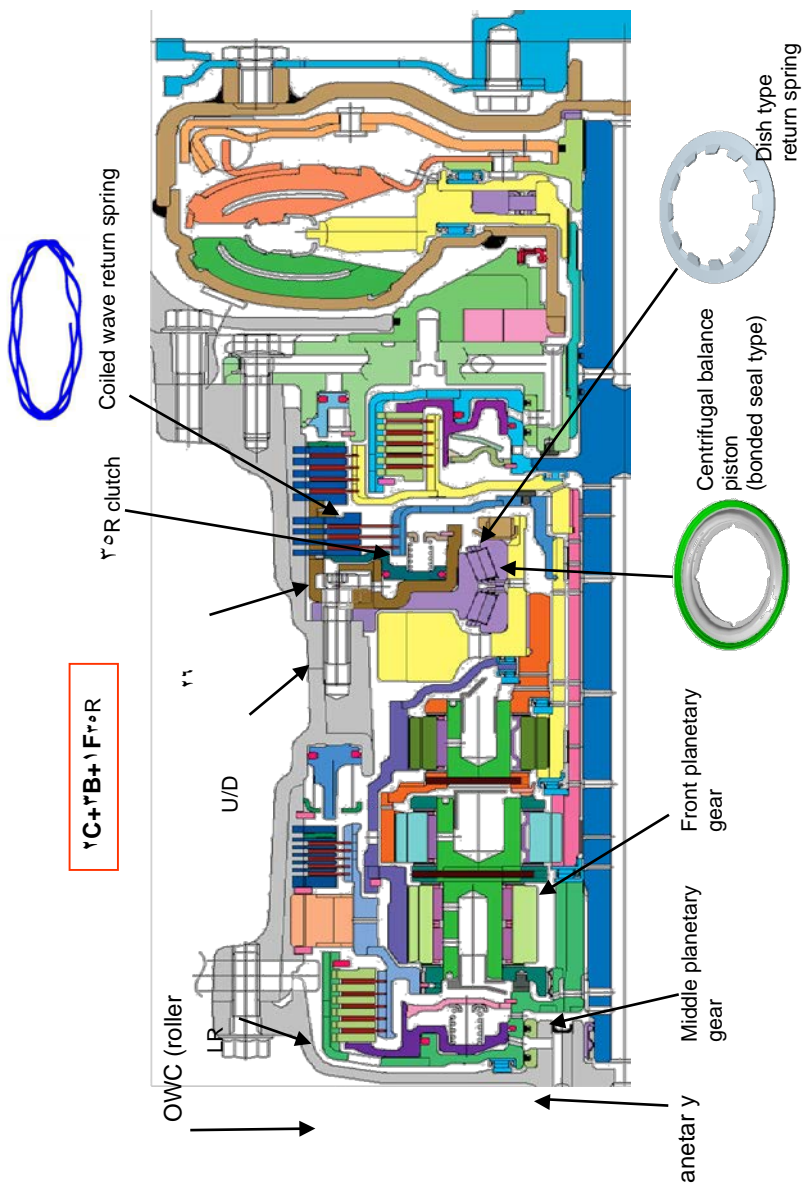 Coiled wave return spring
٣٥R clutch
٢٦
٢C+٣B+١F٣٥R
U/D
LR
OWC (roller
Dish type
return spring
Centrifugal balance
piston
(bonded seal type)
Front planetary
gear
Middle planetary
gear
anetar y